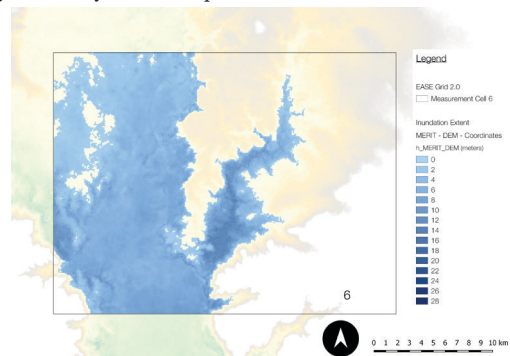 Legend
EASE Grid 2.0
Measurement Cell 6
Inundation Extent
MERIT - DEM - Coordinates
h_MERIT_DEM (meters)
0
2
4
6
8
10
12
14
16
18
20
22
24
26
28
6
0 1 2 3 4 5 6 7 8 9 10 km